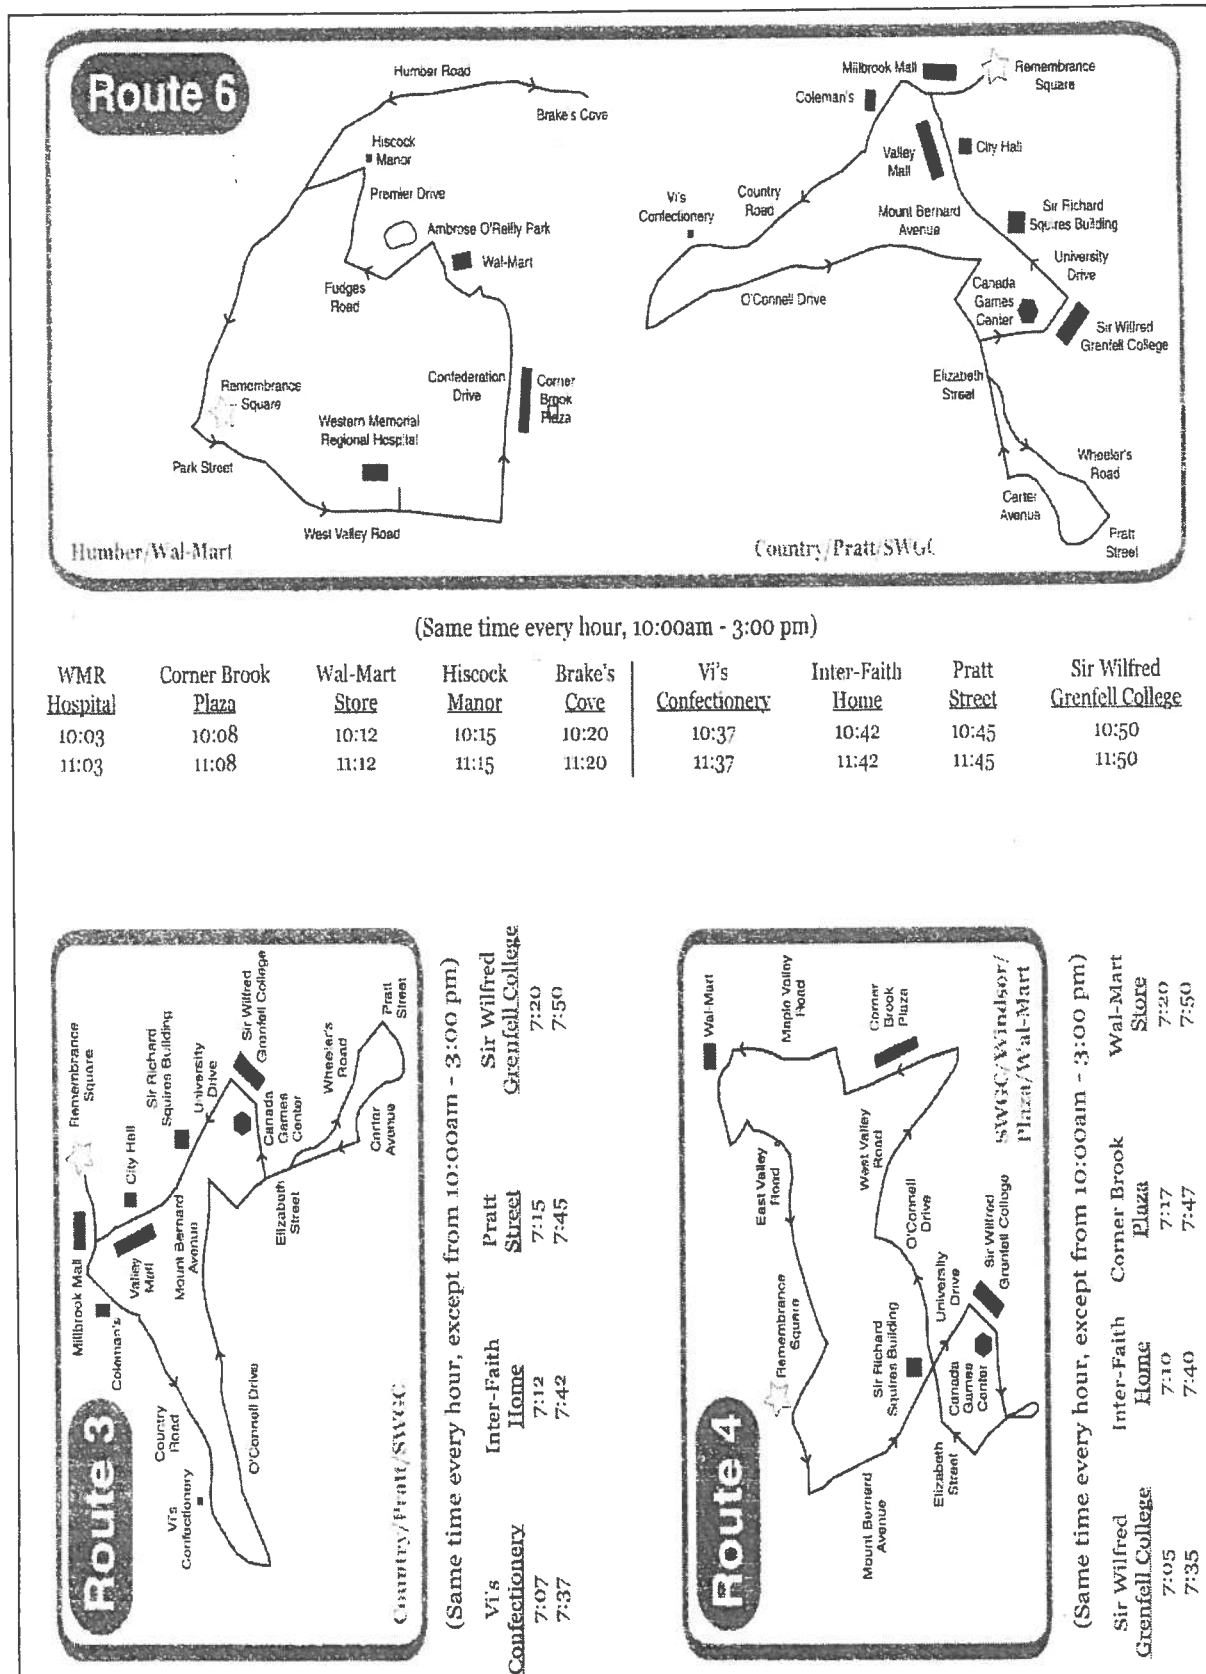 Route 6
Humber Road
Brake's Cove
Hiscock
Manor
Premier Drive
Ambrose O'Reilly Park
Wal-Mart
Fudges
Road
Remembrance
Square
Confederation
Drive
Corner
Brook
Plaza
Western Memorial
Regional Hospital
Park Street
West Valley Road
Humber/Wal-Mart
Millbrook Mall
Remembrance
Square
Coleman's
City Hall
Valley
Mall
Vi's
Confectionery
Country
Road
Mount Bernard
Avenue
Sir Richard
Squires Building
University
Drive
O'Connell Drive
Canada
Games
Center
Sir Wilfred
Grenfell College
Elizabeth
Street
Wheeler's
Road
Carter
Avenue
Pratt
Street
Country/Pratt/SWGC
(Same time every hour, 10:00am - 3:00 pm)
WMR Corner Brook Wal-Mart Hiscock Brake's Vi's Inter-Faith Pratt Sir Wilfred
Hospital Plaza Store Manor Cove Confectionery Home Street Grenfell College
10:03 10:08 10:12 10:15 10:20 10:37 10:42 10:45 10:50
11:03 11:08 11:12 11:15 11:20 11:37 11:42 11:45 11:50
Route 3
Millbrook Mall
Remembrance
Square
Coleman's
City Hall
Valley
Mall
Sir Richard
Squires Building
University
Drive
Mount Bernard
Avenue
Sir Wilfred
Grenfell College
Canada
Games
Center
Country
Road
Vi's
Confectionery
O'Connell Drive
Elizabeth
Street
Wheeler's
Road
Carter
Avenue
Pratt
Street
Country/Pratt/SWGC
(Same time every hour, except from 10:00am - 3:00 pm)
Vi's Inter-Faith Pratt Sir Wilfred
Confectionery Home Street Grenfell College
7:07 7:12 7:15 7:20
7:37 7:42 7:45 7:50
Route 4
Wal-Mart
Maple Valley
Road
East Valley
Road
Remembrance
Square
Corner
Brook
Plaza
West Valley
Road
O'Connell
Drive
Sir Richard
Squires Building
University
Drive
Mount Bernard
Avenue
Elizabeth
Street
Canada
Games
Center
Sir Wilfred
Grenfell College
SWGC/Windsor/
Plaza/Wal-Mart
(Same time every hour, except from 10:00am - 3:00 pm)
Sir Wilfred Inter-Faith Corner Brook Wal-Mart
Grenfell College Home Plaza Store
7:05 7:10 7:17 7:20
7:35 7:40 7:47 7:50